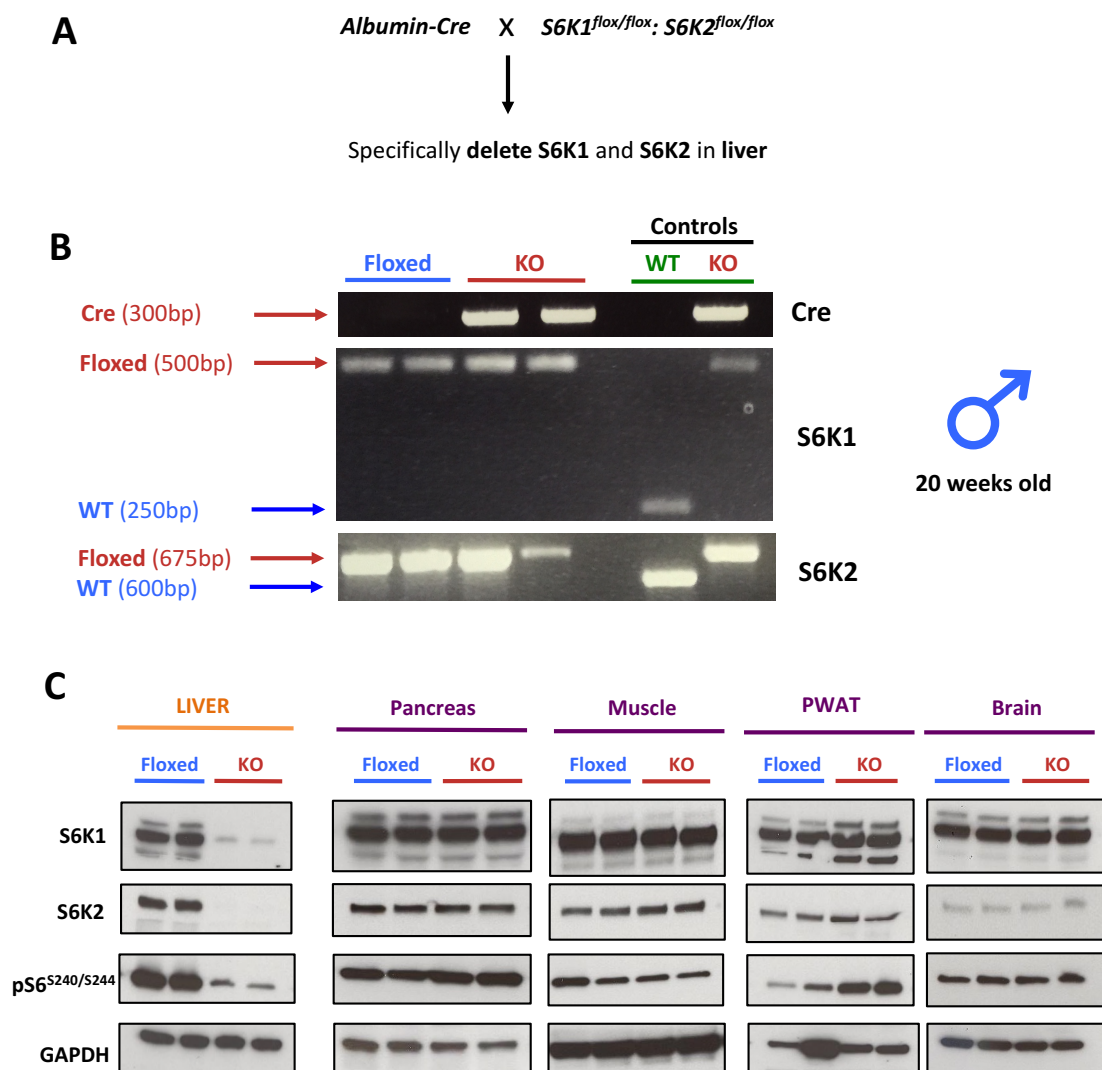 A
Albumin-Cre X S6K1flox/flox: S6K2flox/flox
Specifically delete S6K1 and S6K2 in liver
B
Controls
Floxed KO WT KO
Cre (300bp) Cre
Floxed (500bp)
S6K1
WT (250bp)
20 weeks old
Floxed (675bp)
S6K2
WT (600bp)
C
LIVER Pancreas Muscle PWAT Brain
Floxed KO Floxed KO Floxed KO Floxed KO Floxed KO
S6K1
S6K2
pS6S240/S244
GAPDH